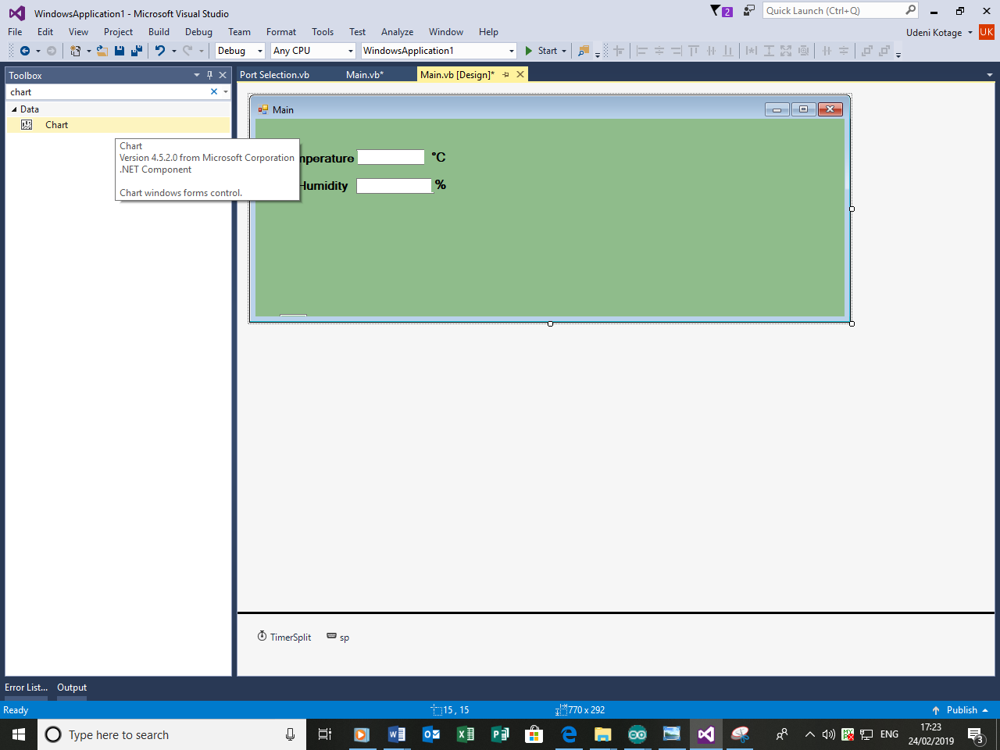 WindowsApplication1 - Microsoft Visual Studio
2
Quick Launch (Ctrl+Q)
File Edit View Project Build Debug Team Format Tools Test Analyze Window Help
Udeni Kotage UK
Debug Any CPU WindowsApplication1 Start
Toolbox
Port Selection.vb Main.vb* Main.vb [Design]*
chart
Data
Chart
Main
Chart
Version 4.5.2.0 from Microsoft Corporation
.NET Component
Chart windows forms control.
mperature °C
Humidity %
TimerSplit sp
Error List... Output
Ready 15 , 15 770 x 292 Publish
Type here to search
ENG
17:23
24/02/2019
3